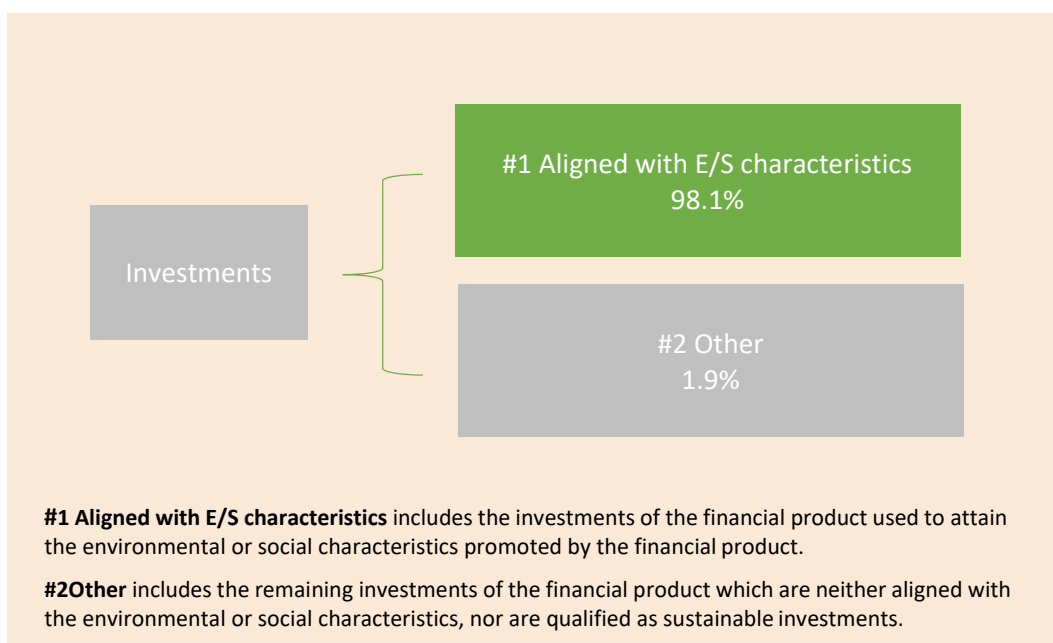 #1 Aligned with E/S characteristics
98.1%
Investments
#2 Other
1.9%
#1 Aligned with E/S characteristics includes the investments of the financial product used to attain
the environmental or social characteristics promoted by the financial product.
#2Other includes the remaining investments of the financial product which are neither aligned with
the environmental or social characteristics, nor are qualified as sustainable investments.